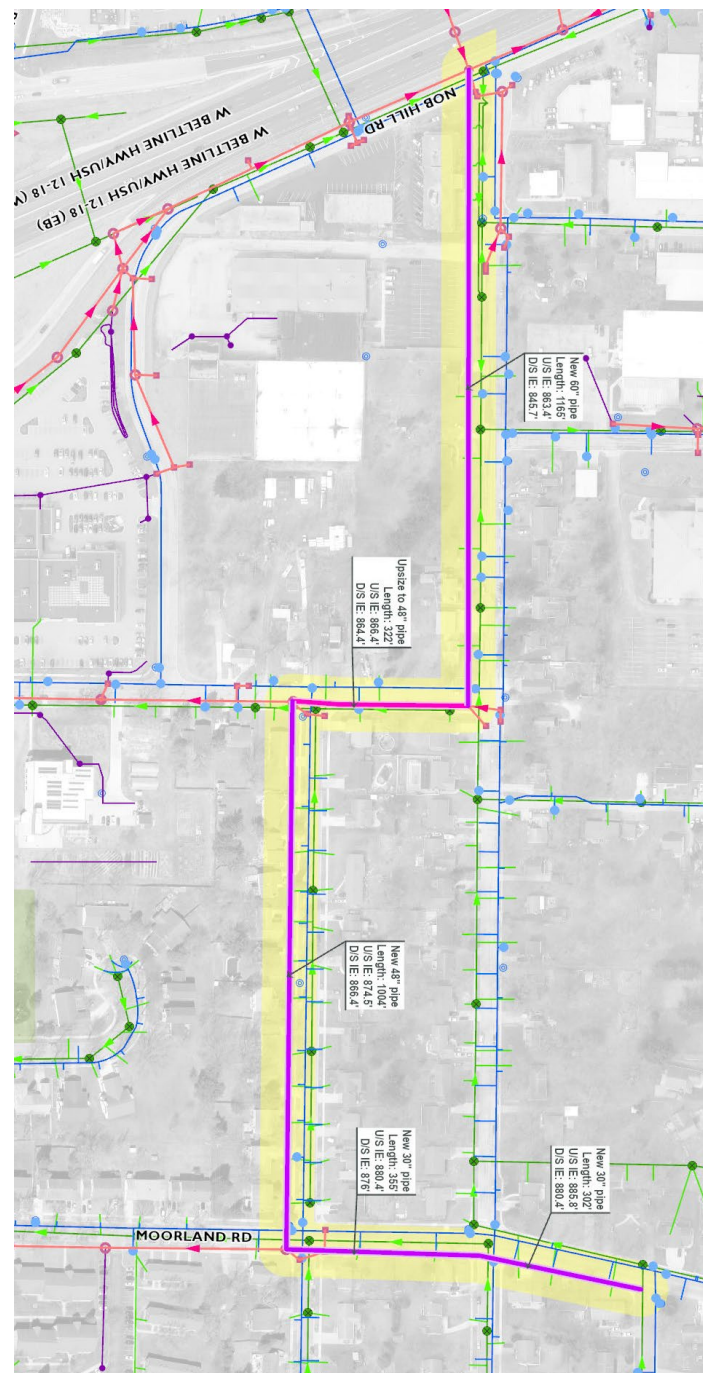 NOB HILL RD
W BELTLINE HWY/USH 12-18 (W
W BELTLINE HWY/USH 12-18 (EB)
New 60" pipe
Length: 1165'
U/S IE: 863.4'
D/S IE: 845.7'
Upsize to 48" pipe
Length: 322'
U/S IE: 866.4'
D/S IE: 864.4'
New 48" pipe
Length: 1004'
U/S IE: 874.5'
D/S IE: 866.4'
New 30" pipe
Length: 355'
U/S IE: 880.4'
D/S IE: 876'
New 30" pipe
Length: 302'
U/S IE: 885.8'
D/S IE: 880.4'
MOORLAND RD